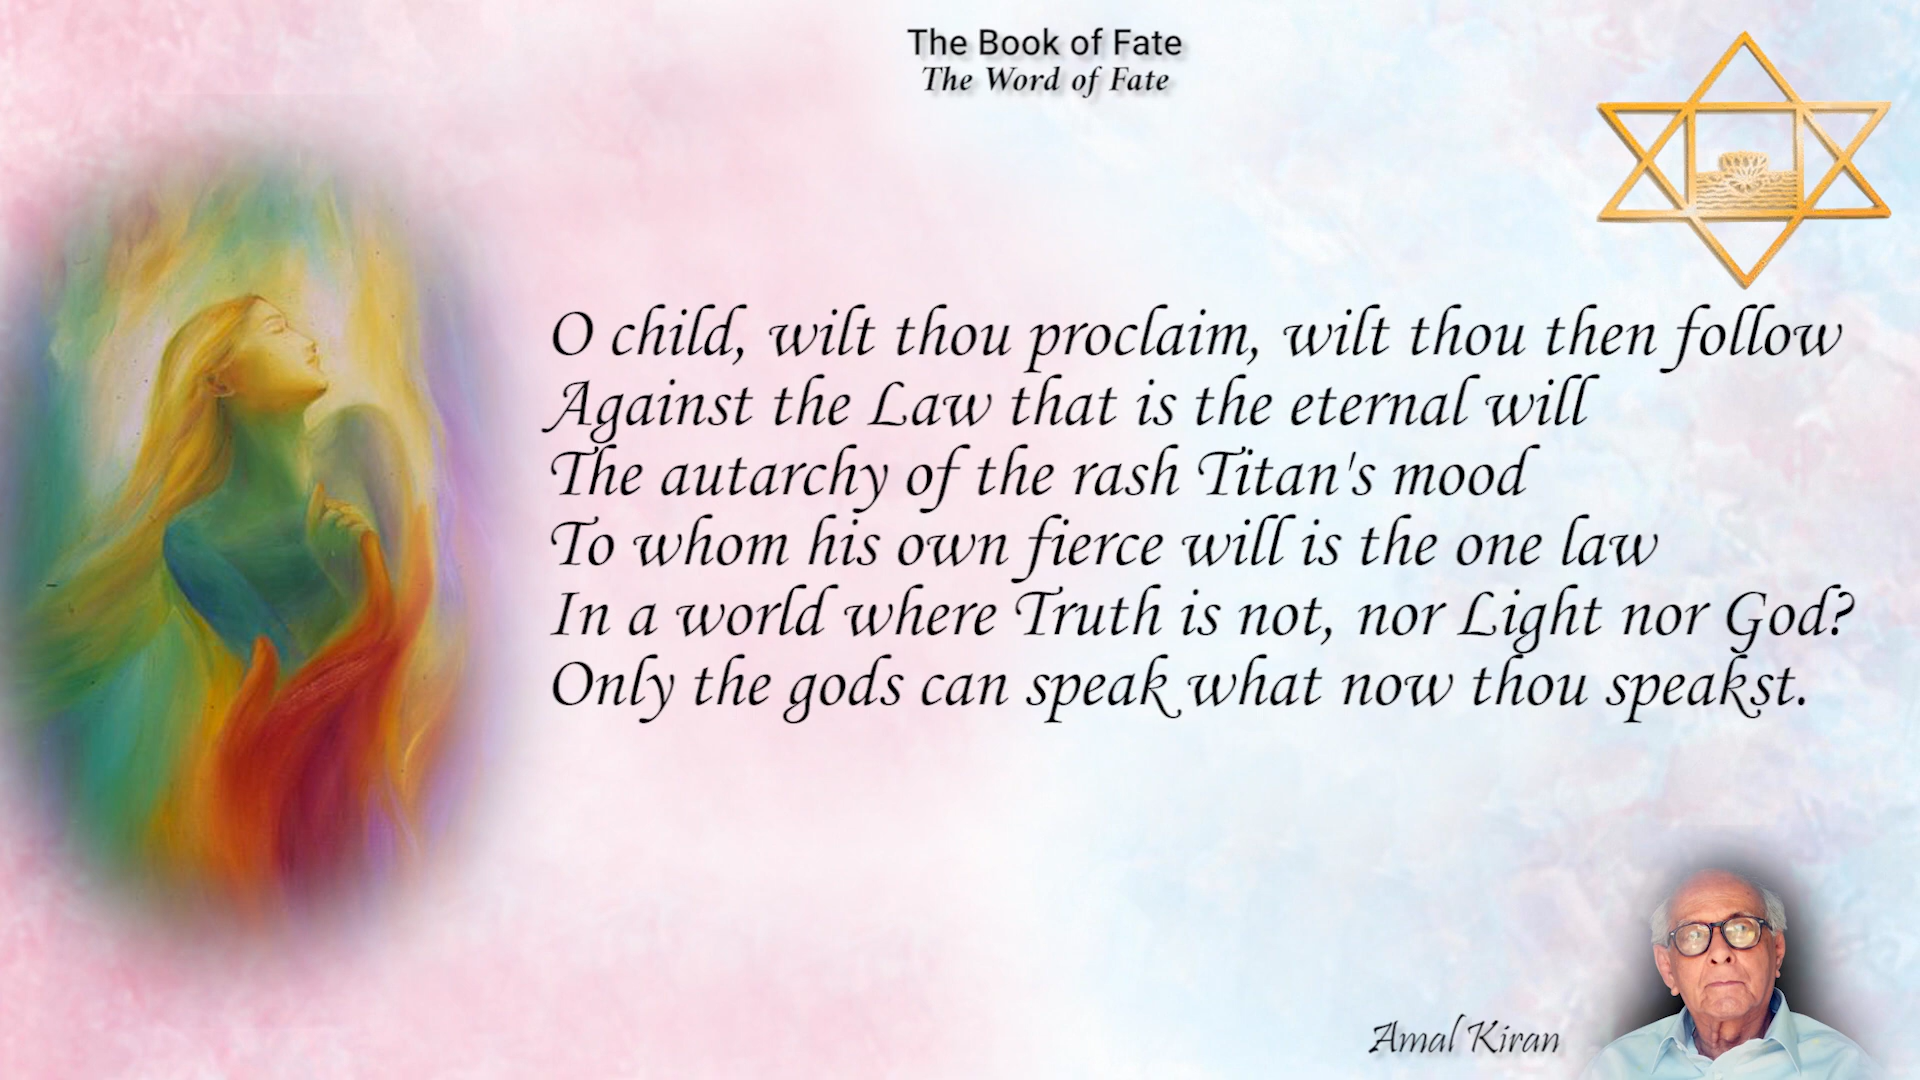 The Book of Fate
The Word of Fate
O child, wilt thou proclaim, wilt thou then follow
Against the Law that is the eternal will
The autarchy of the rash Titan's mood
To whom his own fierce will is the one law
In a world where Truth is not, nor Light nor God?
Only the gods can speak what now thou speakst.
Amal Kiran